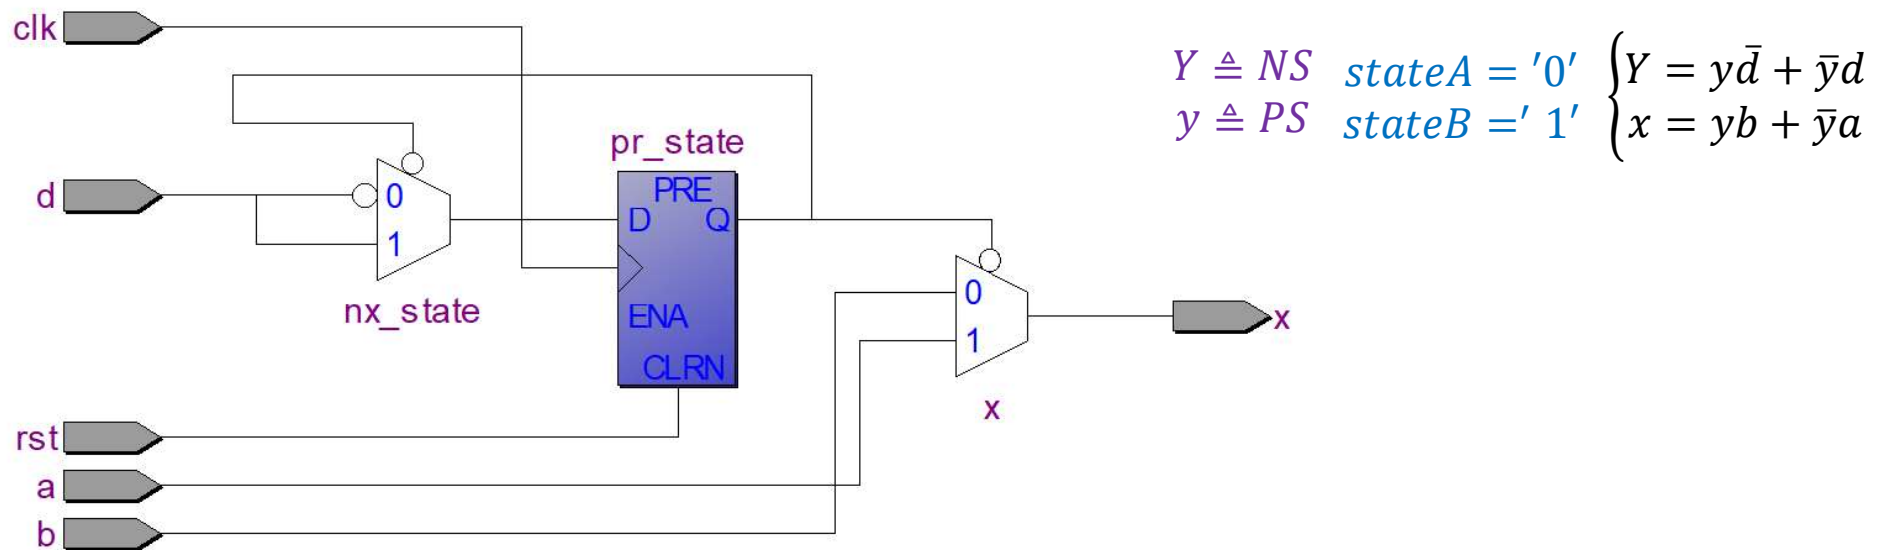 clk
Y ≜ NS stateA = '0' Y = yd̄ + ȳd
y ≜ PS stateB =' 1' x = yb + ȳa
pr_state
d
0
1
PRE
D Q
ENA
CLRN
nx_state
0
1
x
x
rst
a
b